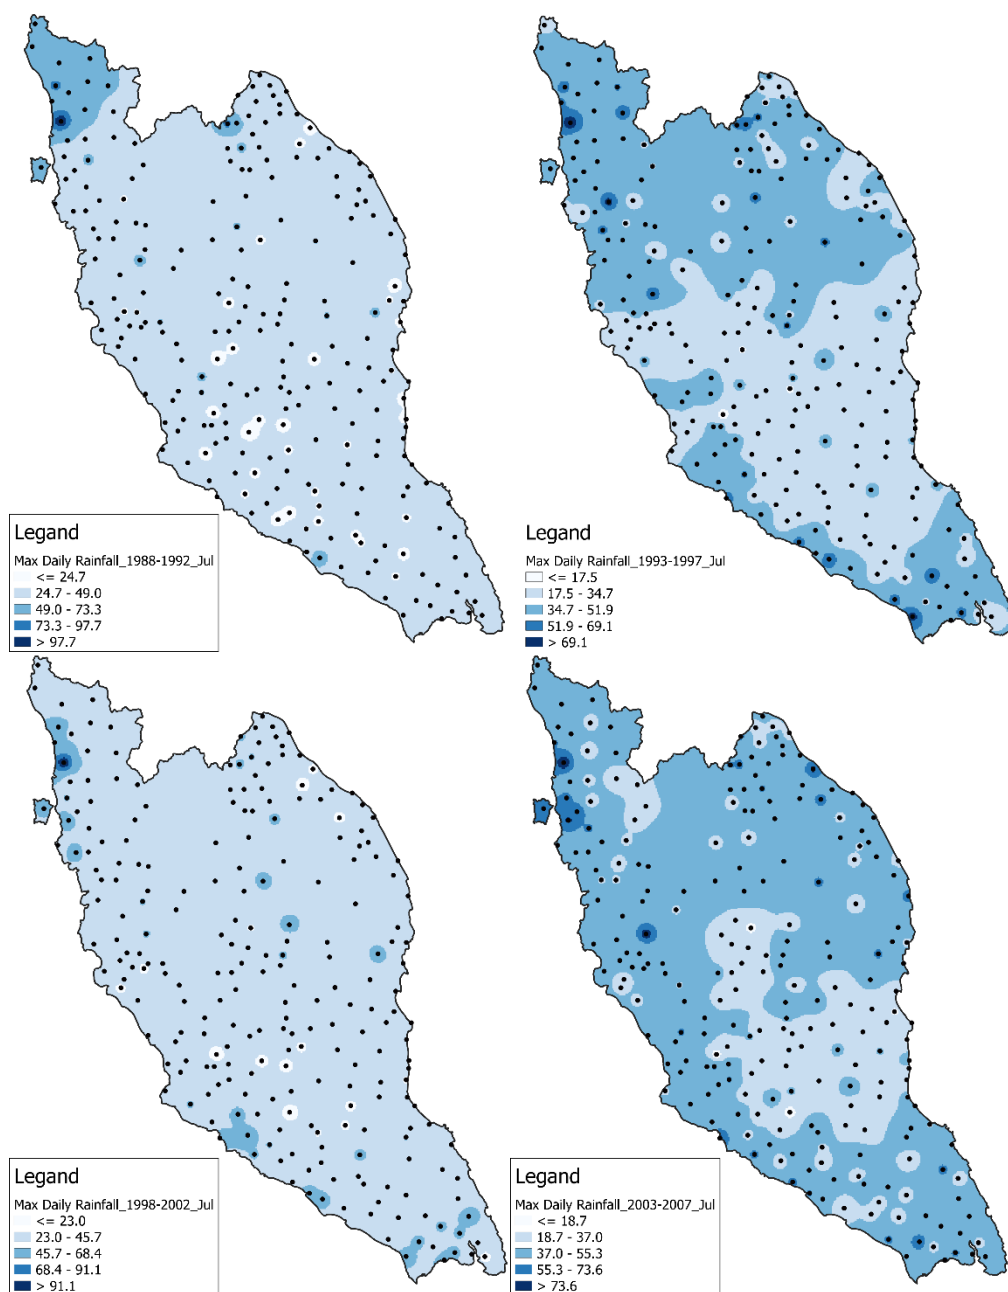 Legand
Max Daily Rainfall_1988-1992_Jul
<= 24.7
24.7 - 49.0
49.0 - 73.3
73.3 - 97.7
> 97.7
Legand
Max Daily Rainfall_1993-1997_Jul
<= 17.5
17.5 - 34.7
34.7 - 51.9
51.9 - 69.1
> 69.1
Legand
Max Daily Rainfall_1998-2002_Jul
<= 23.0
23.0 - 45.7
45.7 - 68.4
68.4 - 91.1
> 91.1
Legand
Max Daily Rainfall_2003-2007_Jul
<= 18.7
18.7 - 37.0
37.0 - 55.3
55.3 - 73.6
> 73.6